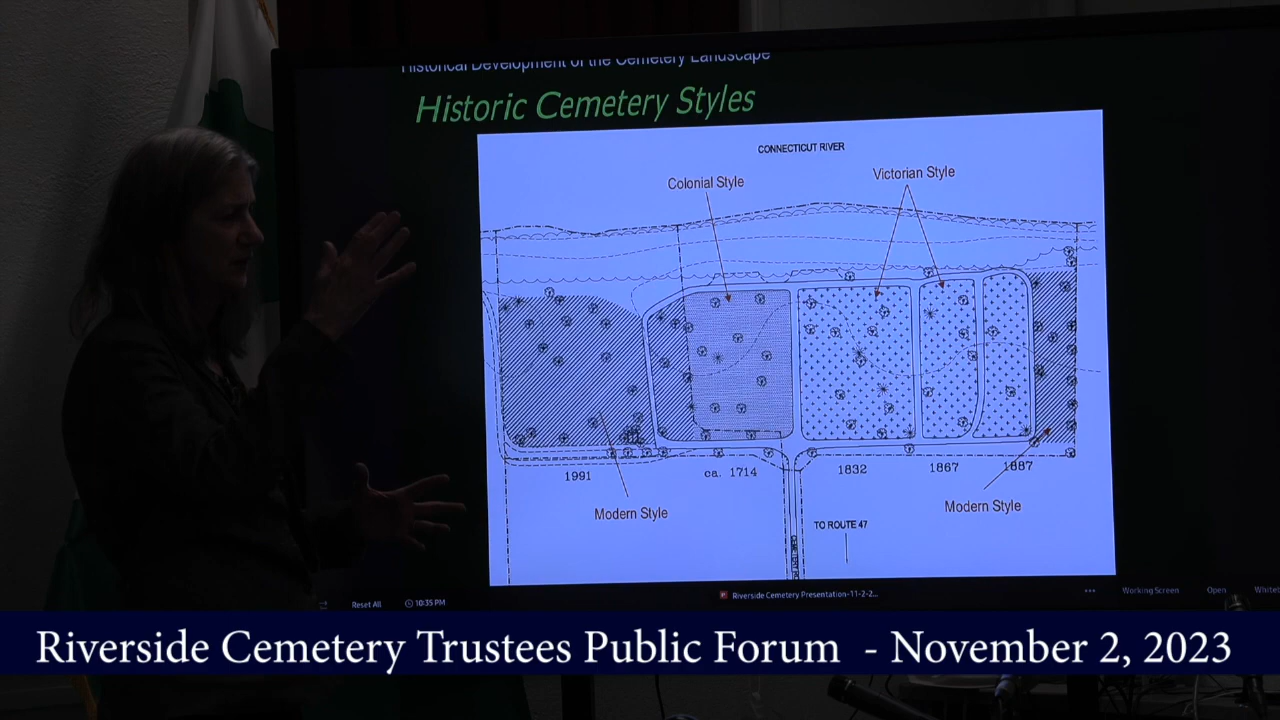 Historical Development of the Cemetery Landscape
Historic Cemetery Styles
CONNECTICUT RIVER
Colonial Style
Victorian Style
1991
ca. 1714
1832
1867
1887
Modern Style
Modern Style
TO ROUTE 47
Reset All
10:35 PM
Riverside Cemetery Presentation-11-2-2...
Working Screen
Open
Riverside Cemetery Trustees Public Forum - November 2, 2023